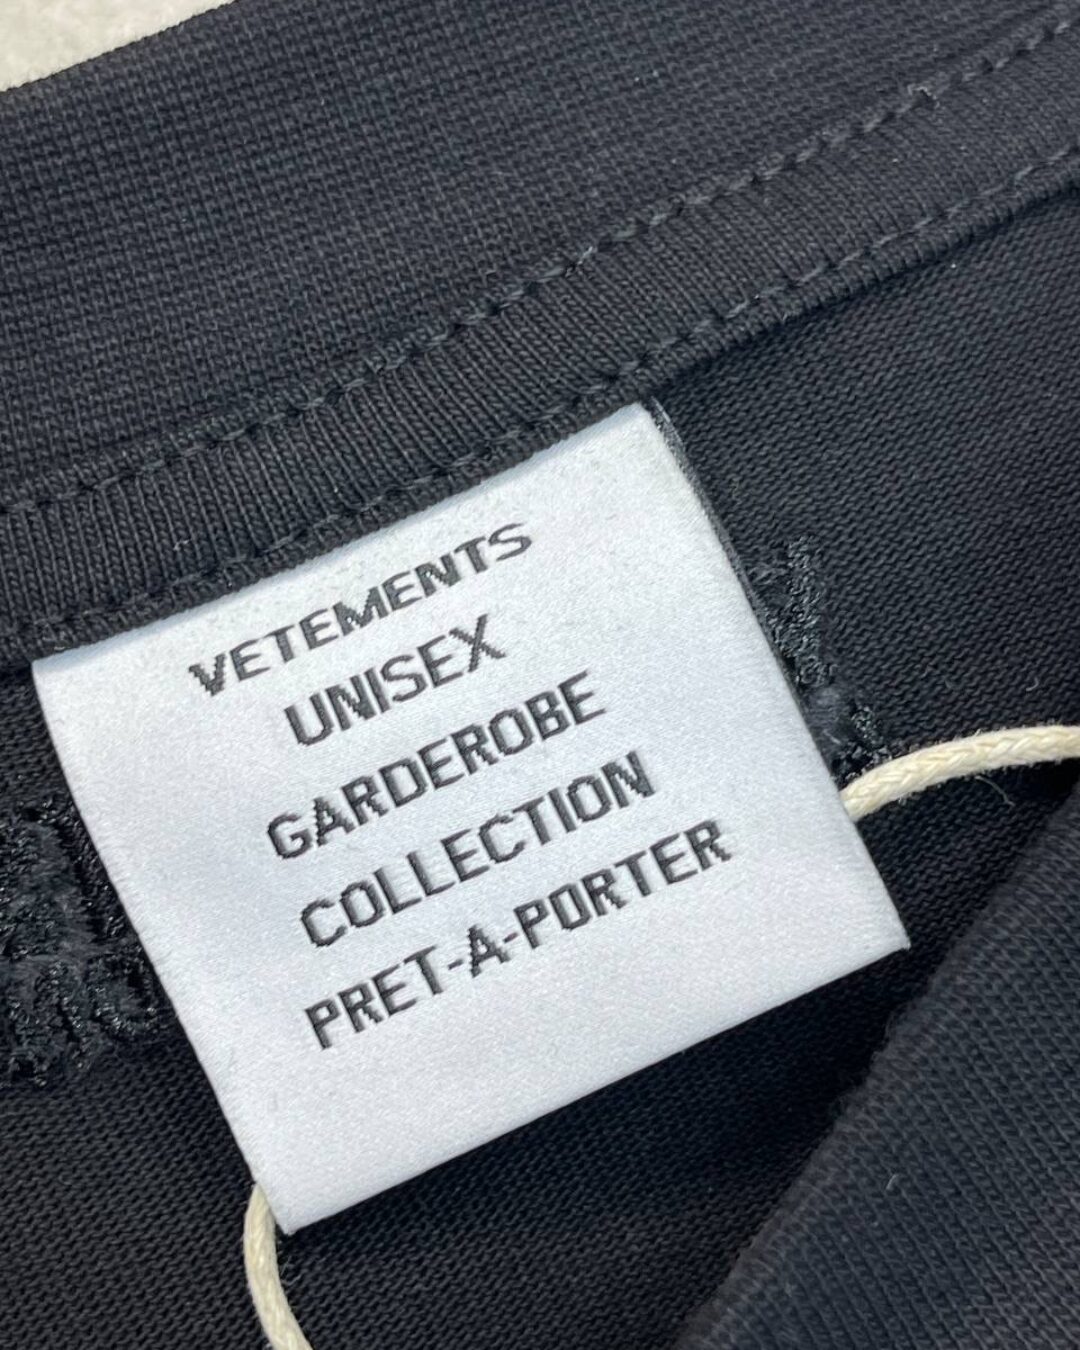 VETEMENTS
UNISEX
GARDEROBE
COLLECTION
PRET-A-PORTER